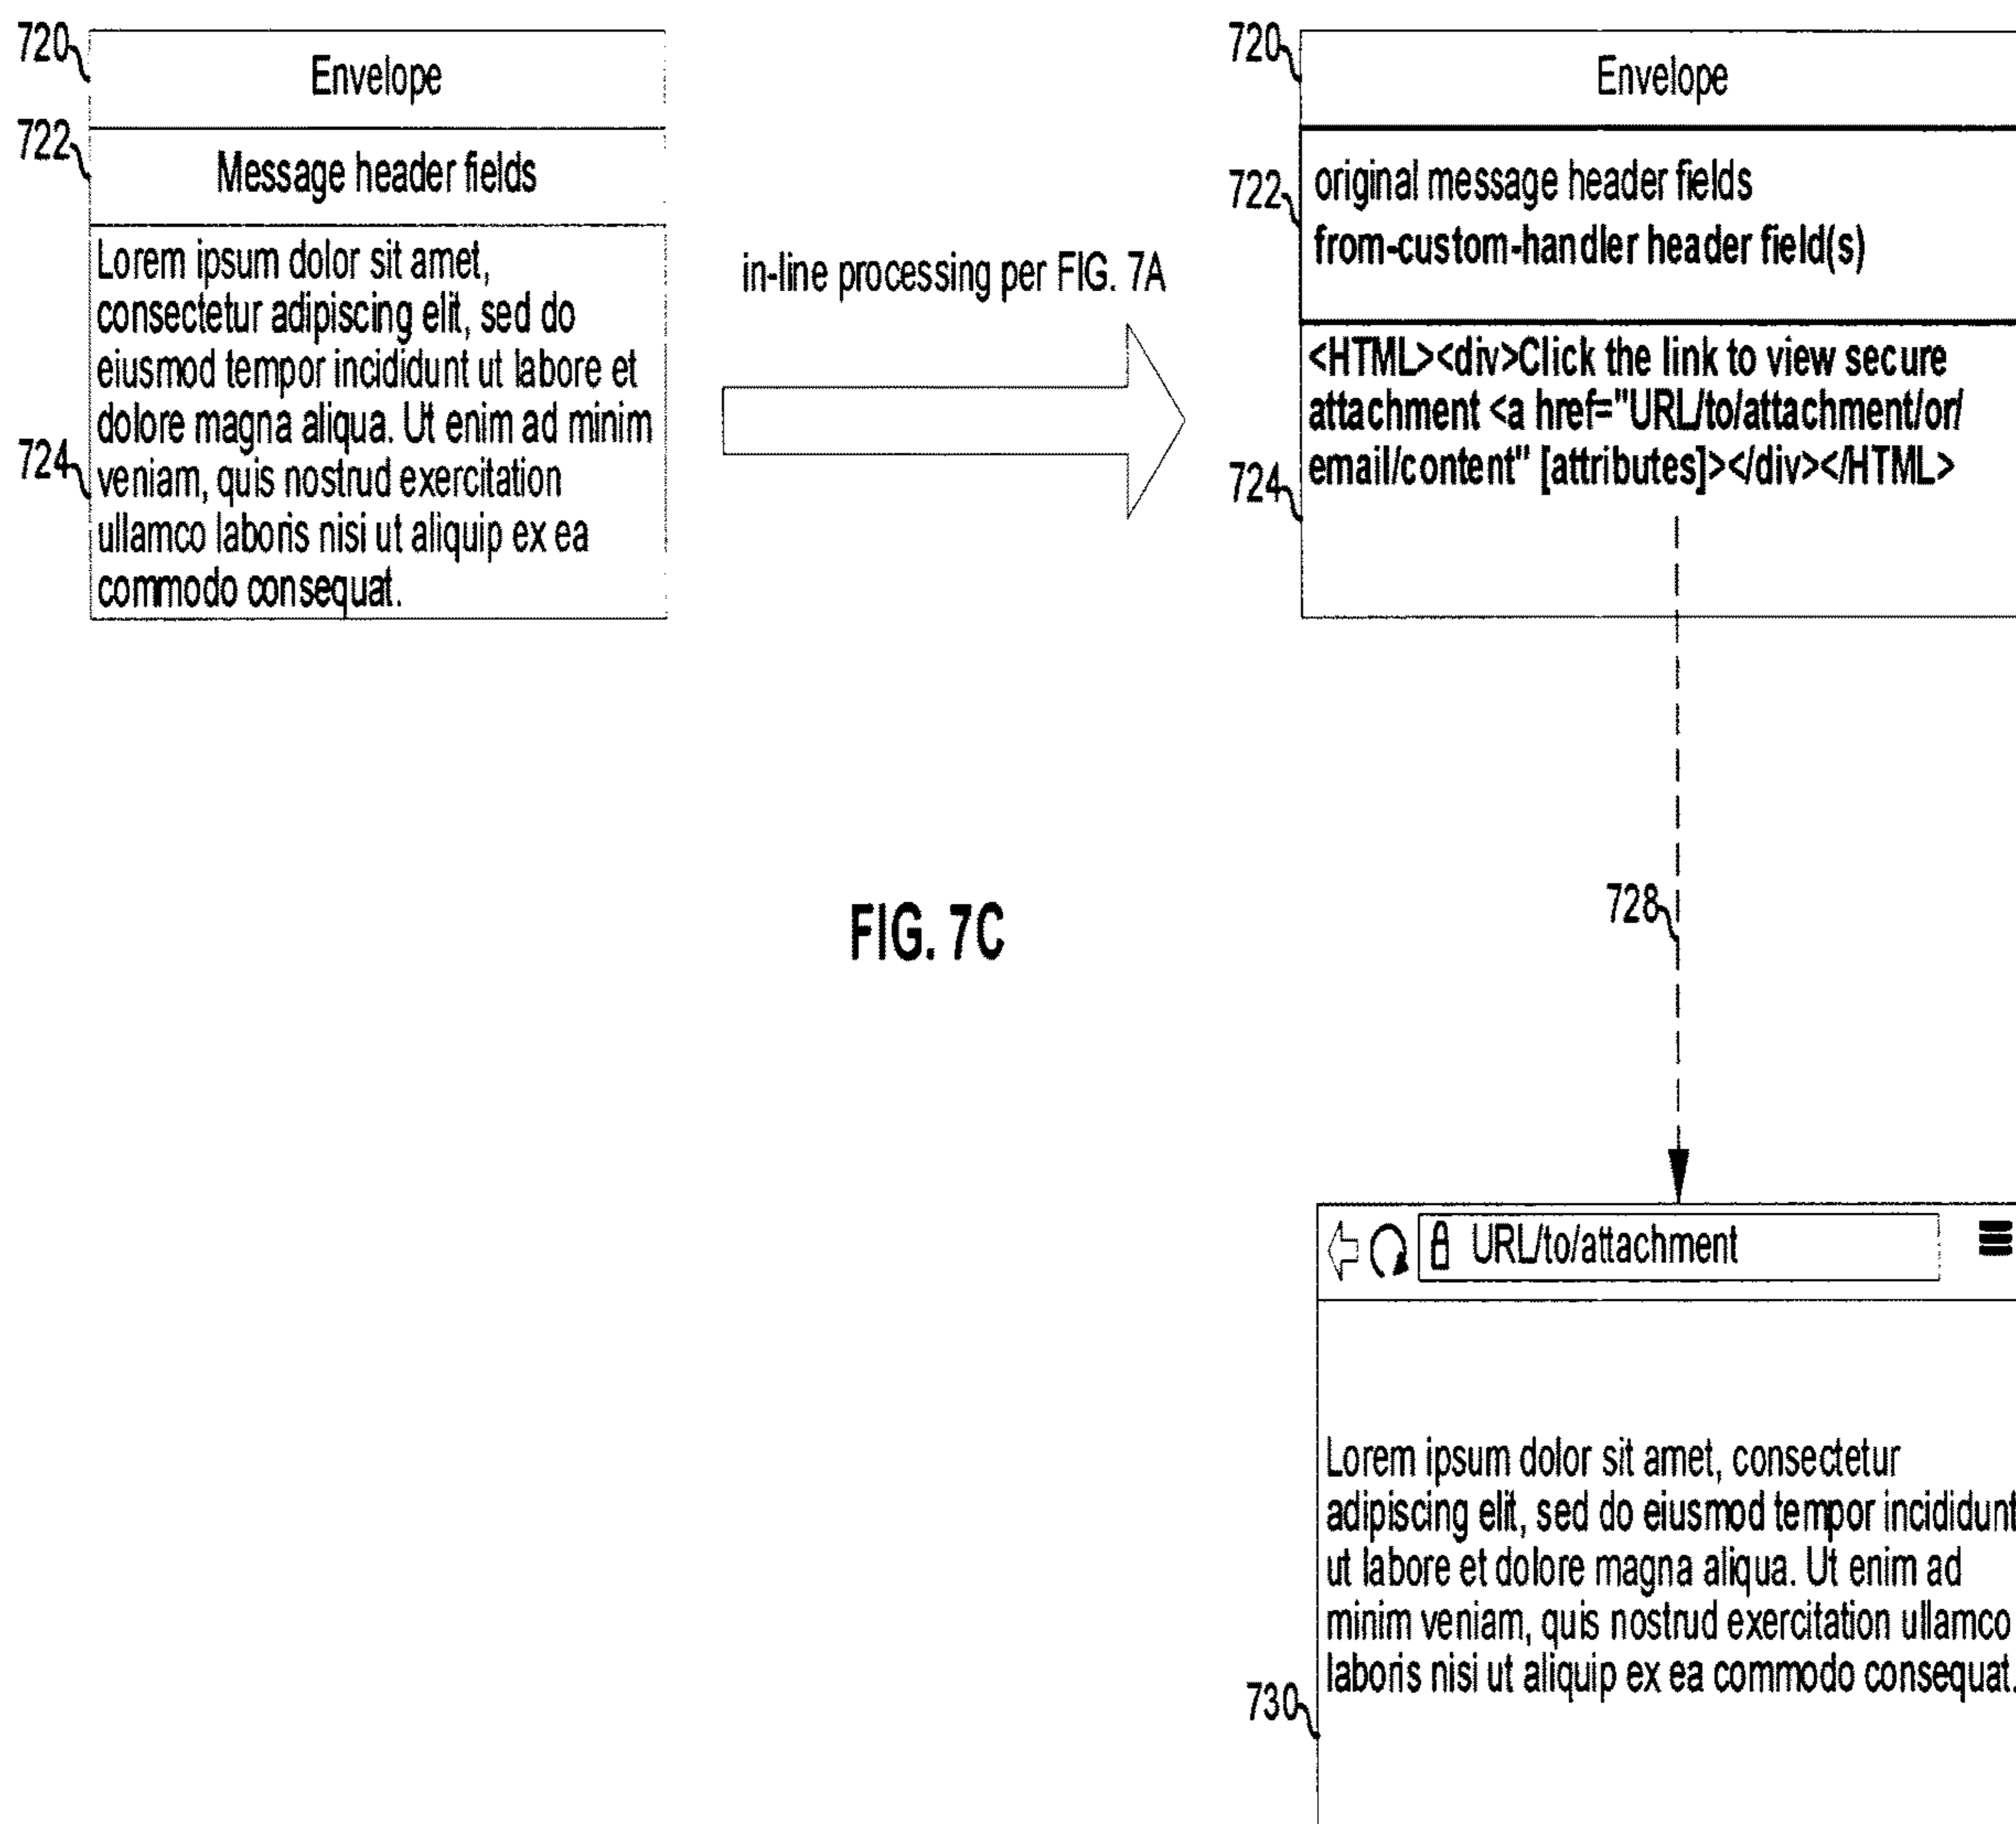 720
Envelope
722
Message header fields
Lorem ipsum dolor sit amet,
consectetur adipiscing elit, sed do
eiusmod tempor incididunt ut labore et
dolore magna aliqua. Ut enim ad minim
724
veniam, quis nostrud exercitation
ullamco laboris nisi ut aliquip ex ea
commodo consequat.
in-line processing per FIG. 7A
720
Envelope
722
original message header fields
from-custom-handler header field(s)
<HTML><div>Click the link to view secure
attachment <a href="URL/to/attachment/or/
email/content" [attributes]></div></HTML>
724
728
FIG. 7C
URL/to/attachment
Lorem ipsum dolor sit amet, consectetur
adipiscing elit, sed do eiusmod tempor incididunt
ut labore et dolore magna aliqua. Ut enim ad
minim veniam, quis nostrud exercitation ullamco
laboris nisi ut aliquip ex ea commodo consequat.
730